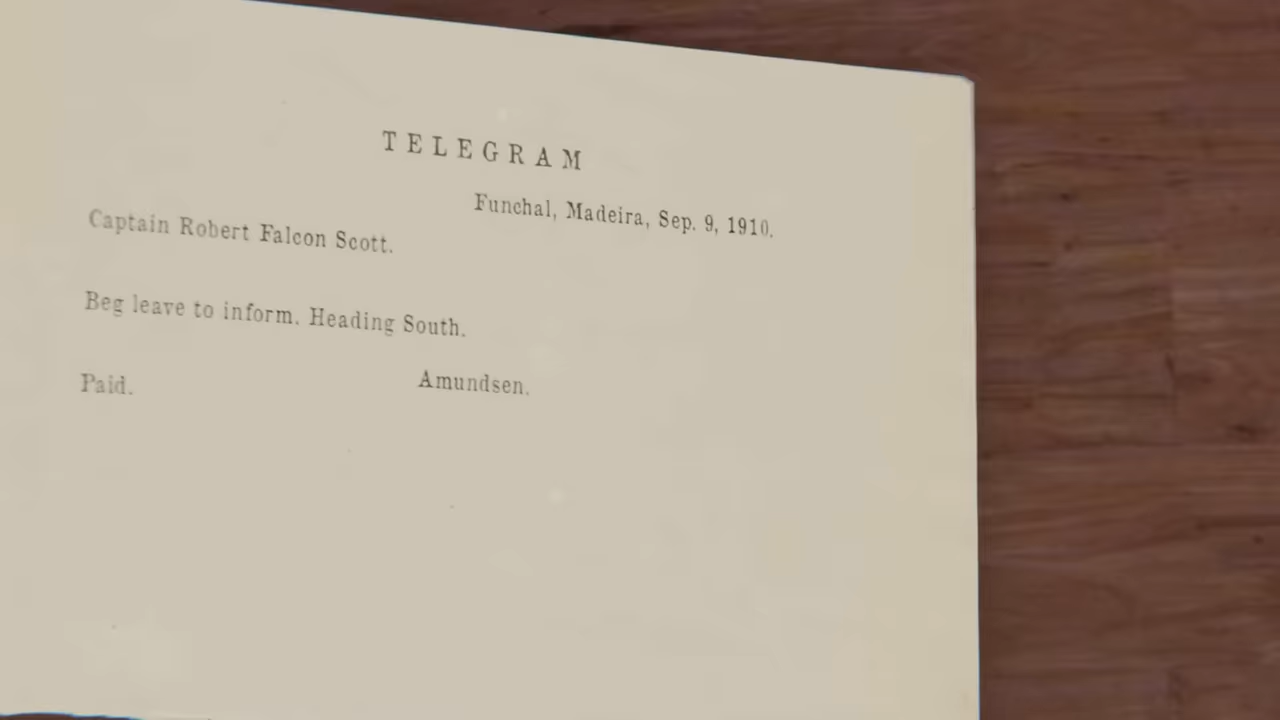 TELEGRAM
Funchal, Madeira, Sep. 9, 1910.
Captain Robert Falcon Scott.
Beg leave to inform. Heading South.
Paid. Amundsen.